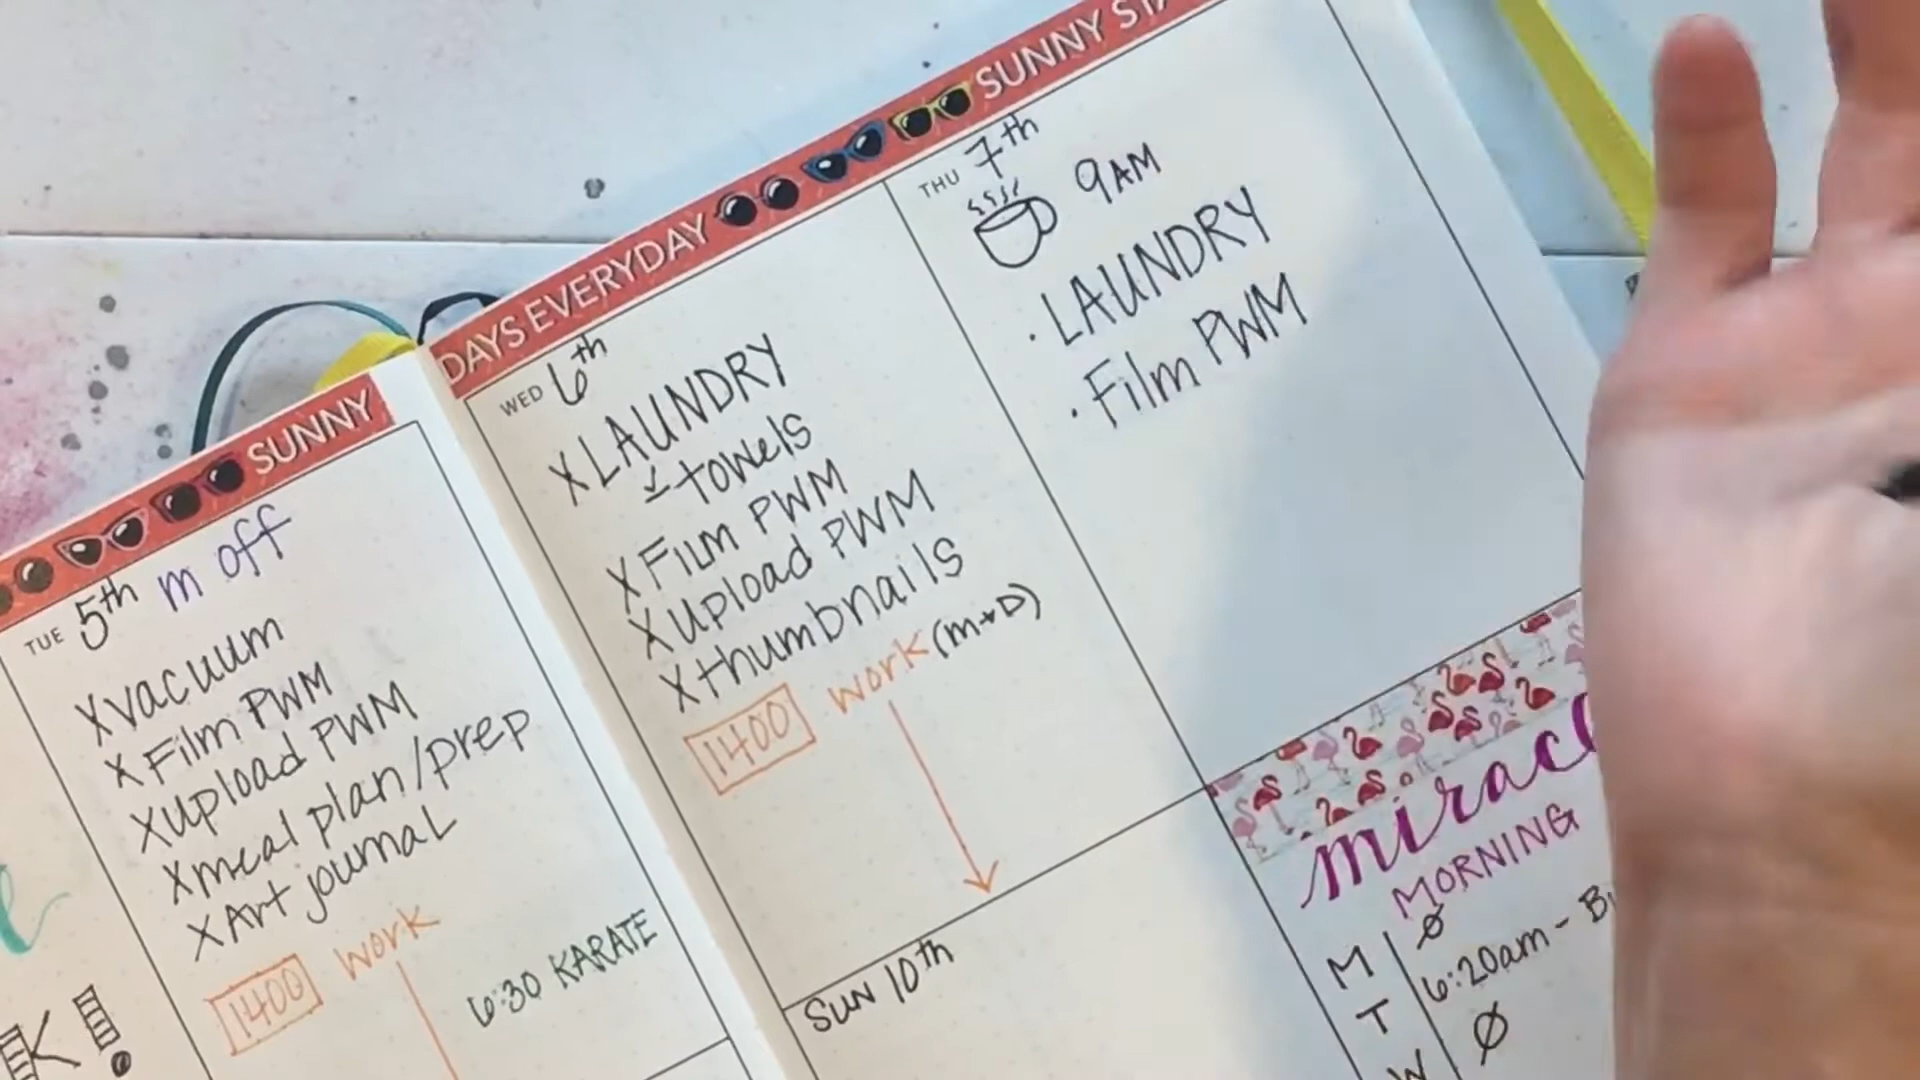 SUNNY
TUE 5th m off
X vacuum
X Film PWM
X Upload PWM
X meal plan/prep
X Art journal
1400 work
6:30 KARATE
K!
DAYS EVERYDAY SUNNY
WED 6th
X LAUNDRY
✓ towels
X FILM PWM
X Upload PWM
X thumbnails
1400 work (m+D)
THU 7th
9AM
· LAUNDRY
· Film PWM
SUN 10th
MORNING
M Ø
T 6:20am -
W Ø